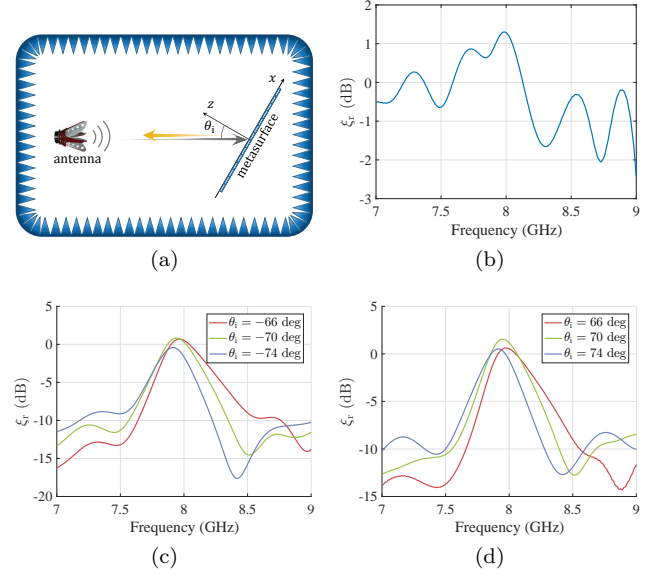 x
z
θi
antenna
metasurface
(a)
2
1
0
-1
-2
-3
ξr (dB)
7 7.5 8 8.5 9
Frequency (GHz)
(b)
5
0
-5
-10
-15
-20
ξr (dB)
θi = −66 deg
θi = −70 deg
θi = −74 deg
7 7.5 8 8.5 9
Frequency (GHz)
(c)
5
0
-5
-10
-15
ξr (dB)
θi = 66 deg
θi = 70 deg
θi = 74 deg
7 7.5 8 8.5 9
Frequency (GHz)
(d)